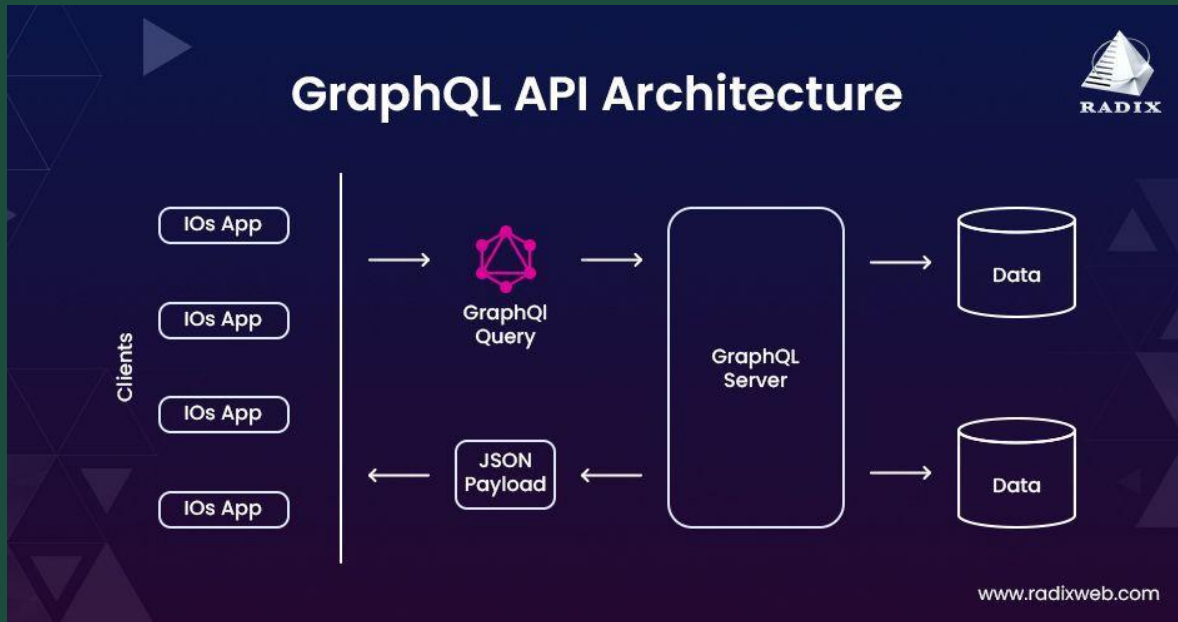 GraphQL API Architecture
RADIX
Clients
IOs App
IOs App
IOs App
IOs App
GraphQl
Query
JSON
Payload
GraphQL
Server
Data
Data
www.radixweb.com